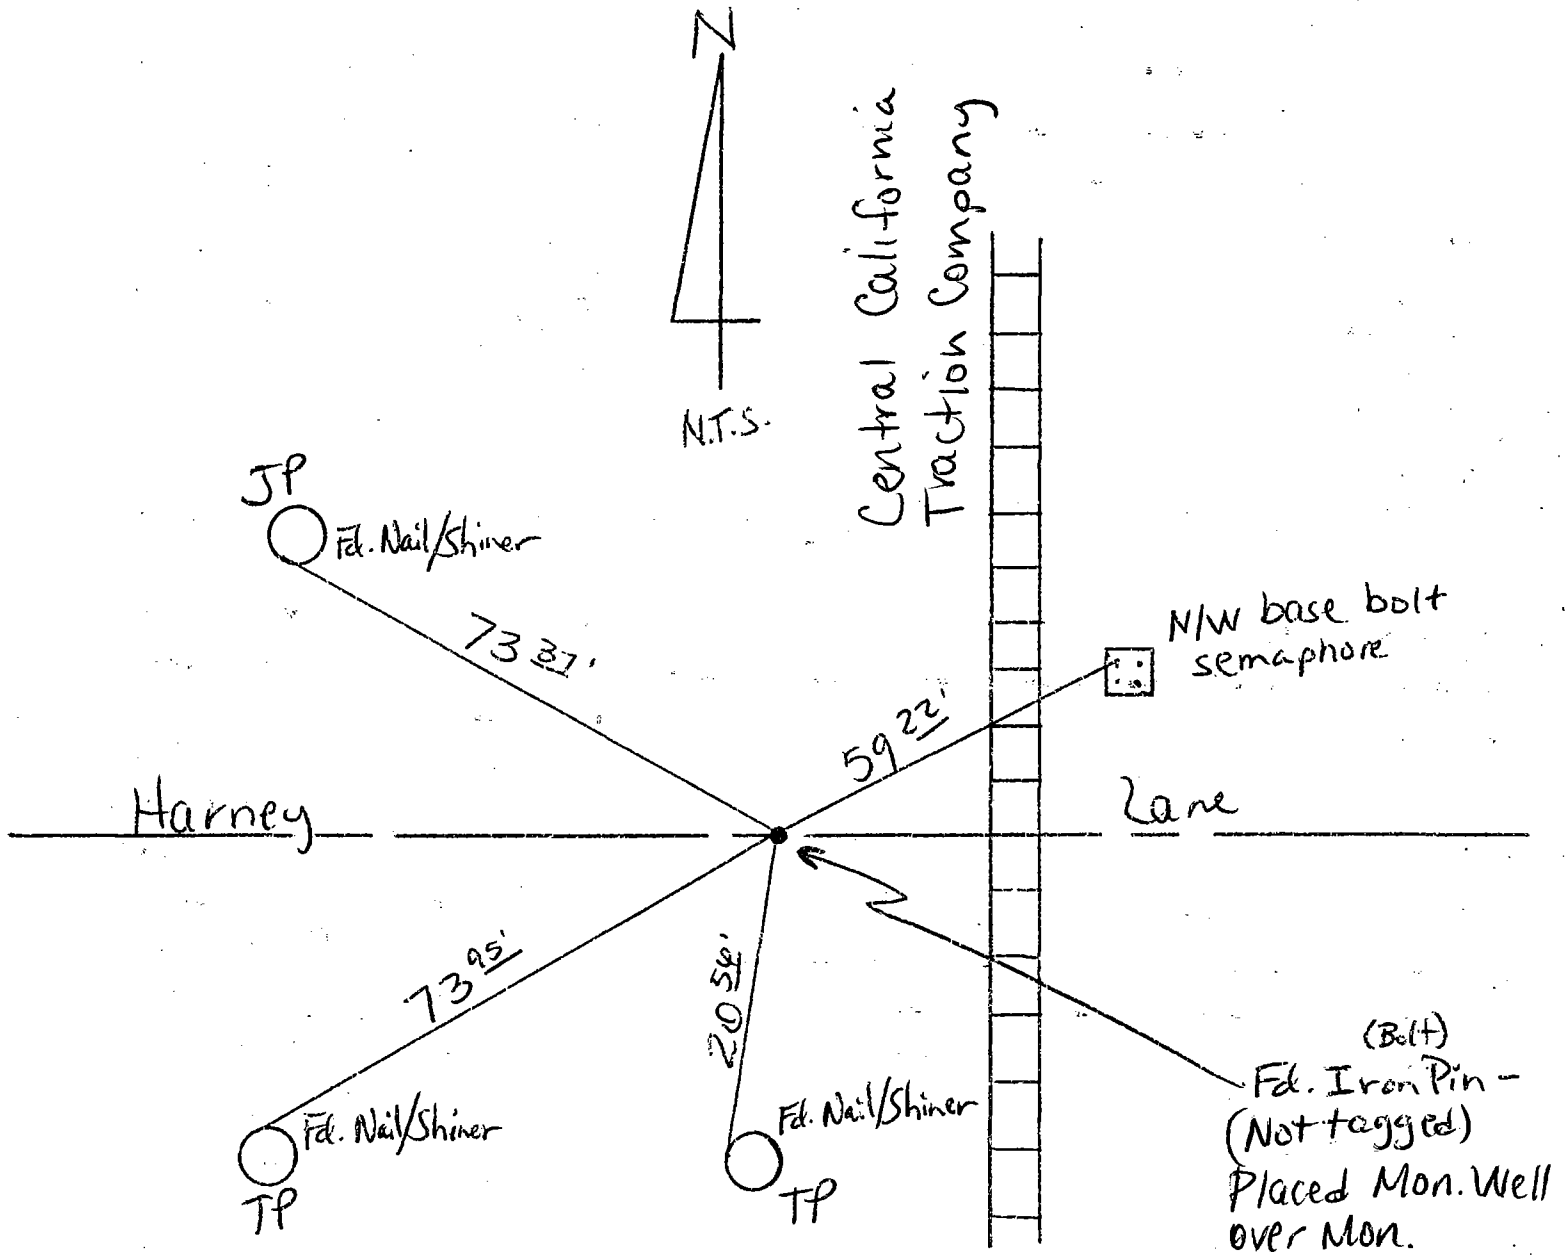 N
N.T.S.
Central California
Traction Company
JP
Fd. Nail/Shiner
73 37'
N/W base bolt
semaphore
59 22'
Harney Lane
73 95'
20 54'
(Bolt)
Fd. Iron Pin -
(Not tagged)
Placed Mon. Well
over Mon.
Fd. Nail/Shiner
TP
Fd. Nail/Shiner
TP